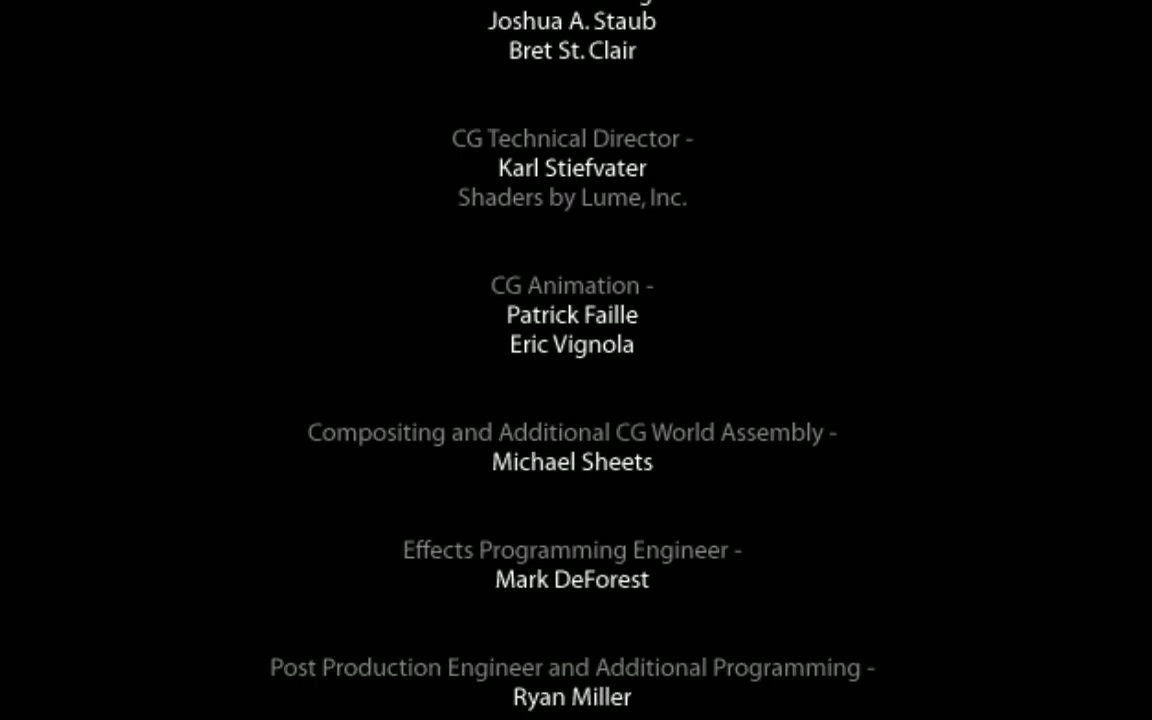 Joshua A. Staub
Bret St. Clair
CG Technical Director -
Karl Stiefvater
Shaders by Lume, Inc.
CG Animation -
Patrick Faille
Eric Vignola
Compositing and Additional CG World Assembly -
Michael Sheets
Effects Programming Engineer -
Mark DeForest
Post Production Engineer and Additional Programming -
Ryan Miller